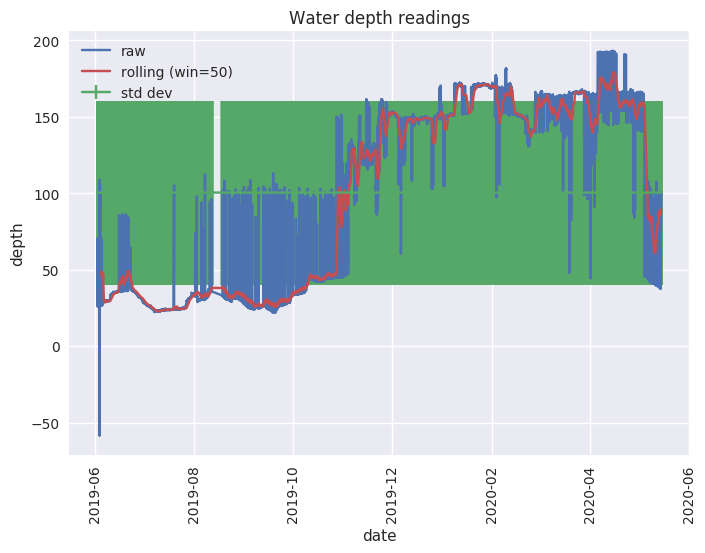 Water depth readings
raw
rolling (win=50)
std dev
200
150
100
50
0
−50
depth
2019-06
2019-08
2019-10
2019-12
2020-02
2020-04
2020-06
date